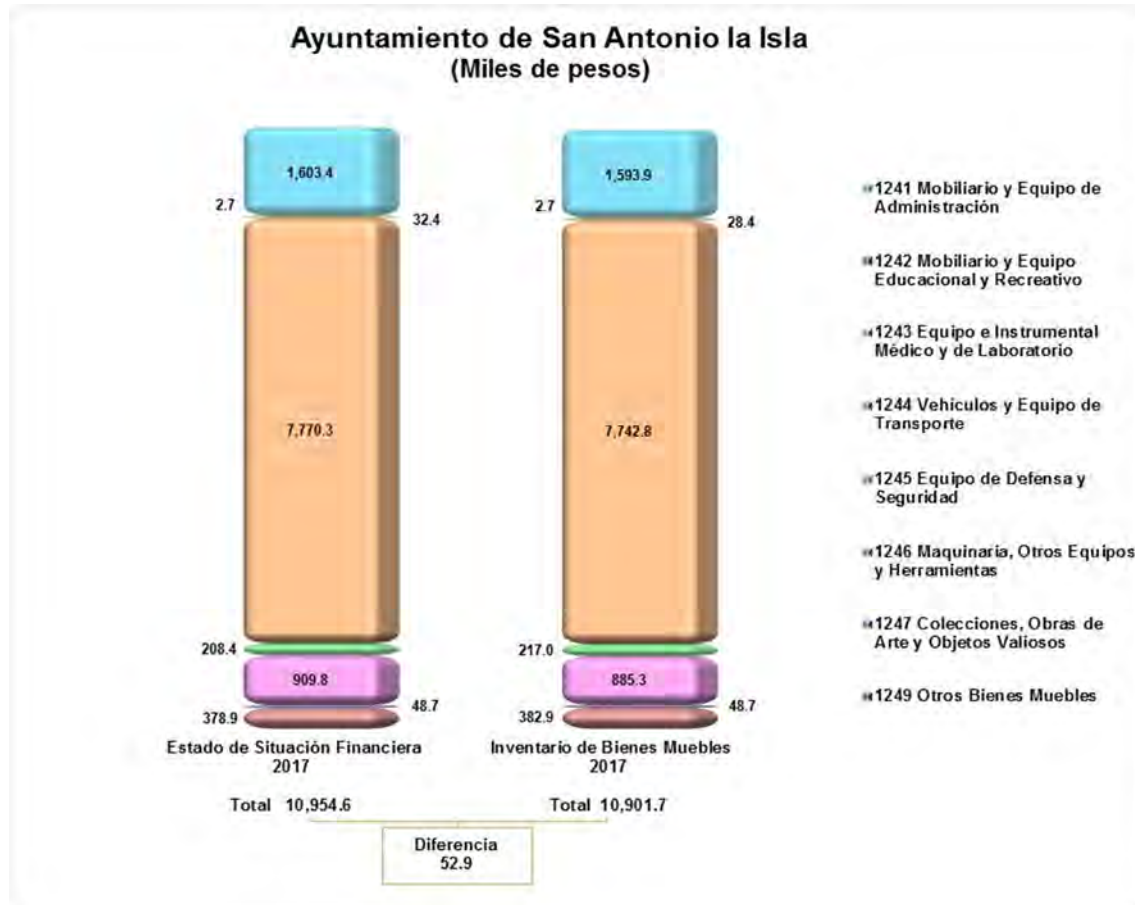 Ayuntamiento de San Antonio la Isla
(Miles de pesos)
1,603.4
2.7
32.4
7,770.3
208.4
909.8
48.7
378.9
Estado de Situación Financiera
2017
Total 10,954.6
1,593.9
2.7
28.4
7,742.8
217.0
885.3
48.7
382.9
Inventario de Bienes Muebles
2017
Total 10,901.7
Diferencia
52.9
1241 Mobiliario y Equipo de
Administración
1242 Mobiliario y Equipo
Educacional y Recreativo
1243 Equipo e Instrumental
Médico y de Laboratorio
1244 Vehículos y Equipo de
Transporte
1245 Equipo de Defensa y
Seguridad
1246 Maquinaria, Otros Equipos
y Herramientas
1247 Colecciones, Obras de
Arte y Objetos Valiosos
1249 Otros Bienes Muebles